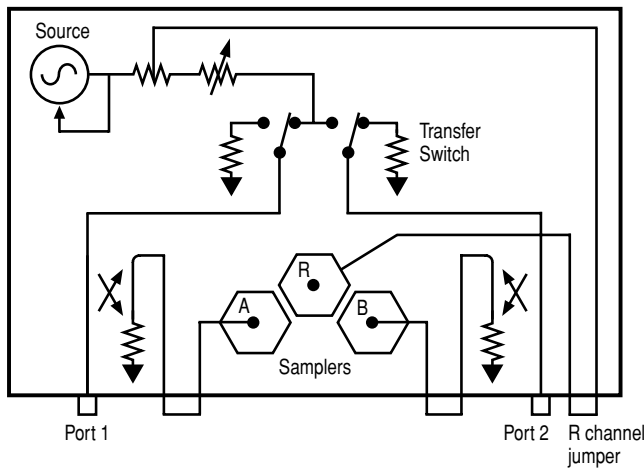 Source
Transfer
Switch
R
A
B
Samplers
Port 1
Port 2
R channel
jumper